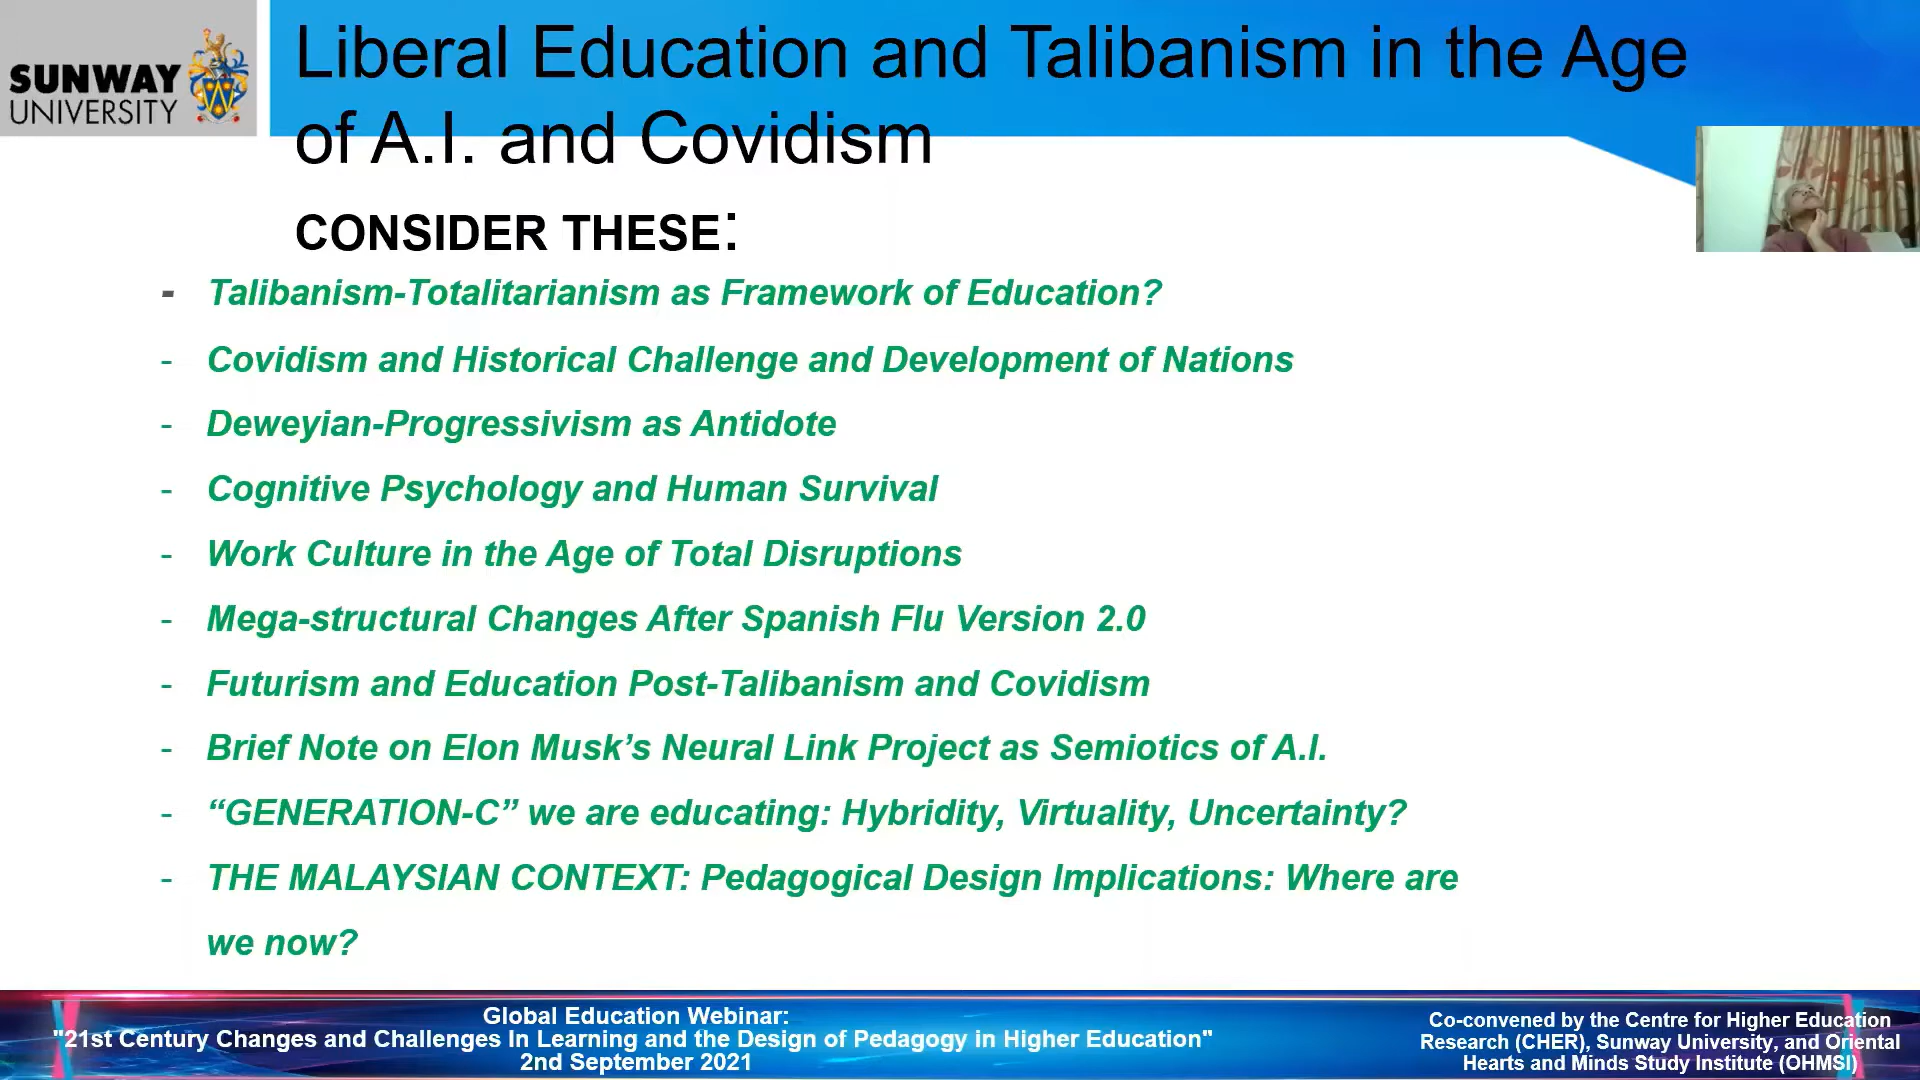 SUNWAY
UNIVERSITY
Liberal Education and Talibanism in the Age
of A.I. and Covidism
CONSIDER THESE:
- Talibanism-Totalitarianism as Framework of Education?
- Covidism and Historical Challenge and Development of Nations
- Deweyian-Progressivism as Antidote
- Cognitive Psychology and Human Survival
- Work Culture in the Age of Total Disruptions
- Mega-structural Changes After Spanish Flu Version 2.0
- Futurism and Education Post-Talibanism and Covidism
- Brief Note on Elon Musk’s Neural Link Project as Semiotics of A.I.
- “GENERATION-C” we are educating: Hybridity, Virtuality, Uncertainty?
- THE MALAYSIAN CONTEXT: Pedagogical Design Implications: Where are
we now?
Global Education Webinar:
"21st Century Changes and Challenges In Learning and the Design of Pedagogy in Higher Education"
2nd September 2021
Co-convened by the Centre for Higher Education
Research (CHER), Sunway University, and Oriental
Hearts and Minds Study Institute (OHMSI)